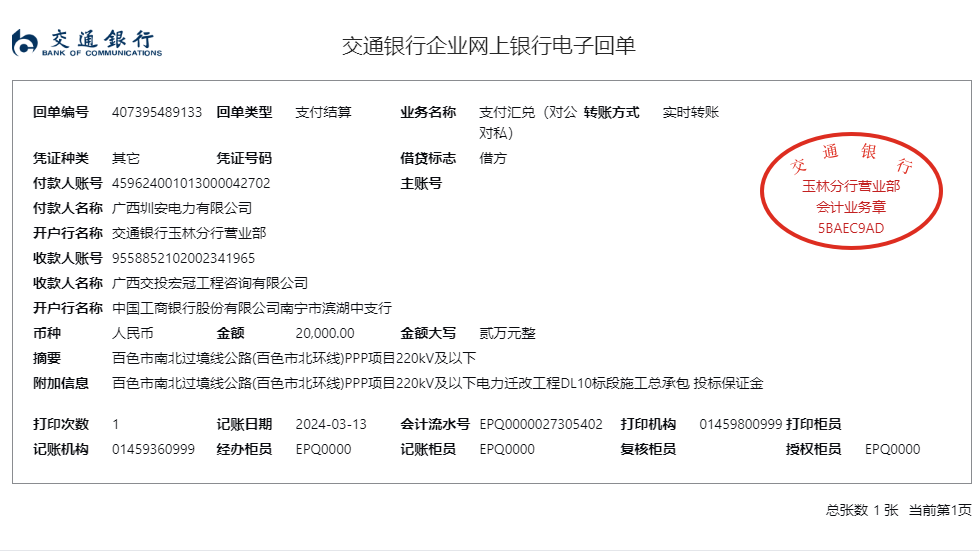 交通銀行
BANK OF COMMUNICATIONS
交通银行企业网上银行电子回单
回单编号 407395489133 回单类型 支付结算 业务名称 支付汇兑（对公对私） 转账方式 实时转账
凭证种类 其它 凭证号码 借贷标志 借方
付款人账号 459624001013000042702 主账号
付款人名称 广西圳安电力有限公司
开户行名称 交通银行玉林分行营业部
收款人账号 9558852102002341965
收款人名称 广西交投宏冠工程咨询有限公司
开户行名称 中国工商银行股份有限公司南宁市滨湖中支行
币种 人民币 金额 20,000.00 金额大写 贰万元整
摘要 百色市南北过境线公路(百色市北环线)PPP项目220kV及以下
附加信息 百色市南北过境线公路(百色市北环线)PPP项目220kV及以下电力迁改工程DL10标段施工总承包 投标保证金
交通银行
玉林分行营业部
会计业务章
5BAEC9AD
打印次数 1 记账日期 2024-03-13 会计流水号 EPQ0000027305402 打印机构 01459800999 打印柜员
记账机构 01459360999 经办柜员 EPQ0000 记账柜员 EPQ0000 复核柜员 授权柜员 EPQ0000
总张数 1 张 当前第1页